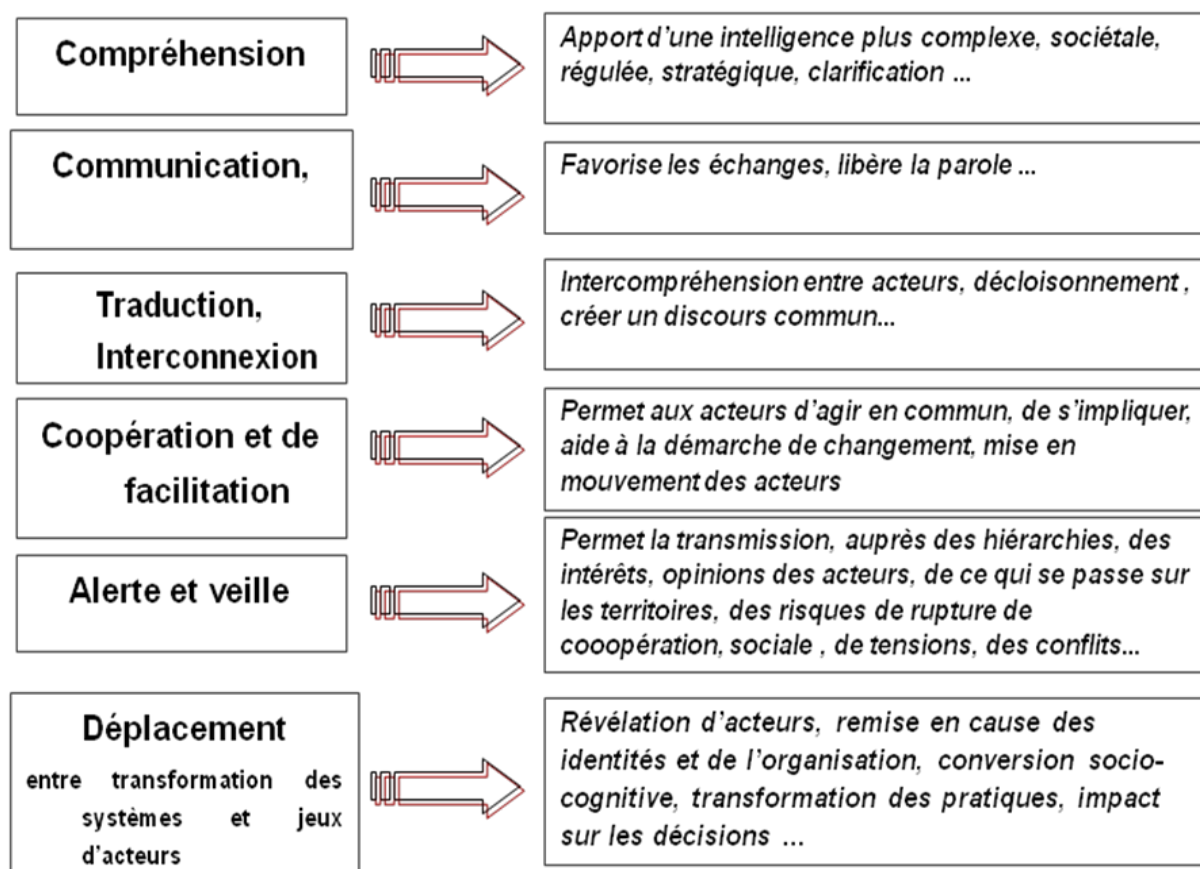 Compréhension
Apport d'une intelligence plus complexe, sociétale,
régulée, stratégique, clarification ...
Communication,
Favorise les échanges, libère la parole ...
Traduction,
Interconnexion
Intercompréhension entre acteurs, décloisonnement ,
créer un discours commun...
Coopération et de
facilitation
Permet aux acteurs d'agir en commun, de s'impliquer,
aide à la démarche de changement, mise en
mouvement des acteurs
Alerte et veille
Permet la transmission, auprès des hiérarchies, des
intérêts, opinions des acteurs, de ce qui se passe sur
les territoires, des risques de rupture de
cooopération, sociale , de tensions, des conflits...
Déplacement
entre transformation des
systèmes et jeux
d'acteurs
Révélation d'acteurs, remise en cause des
identités et de l'organisation, conversion socio-
cognitive, transformation des pratiques, impact
sur les décisions ...